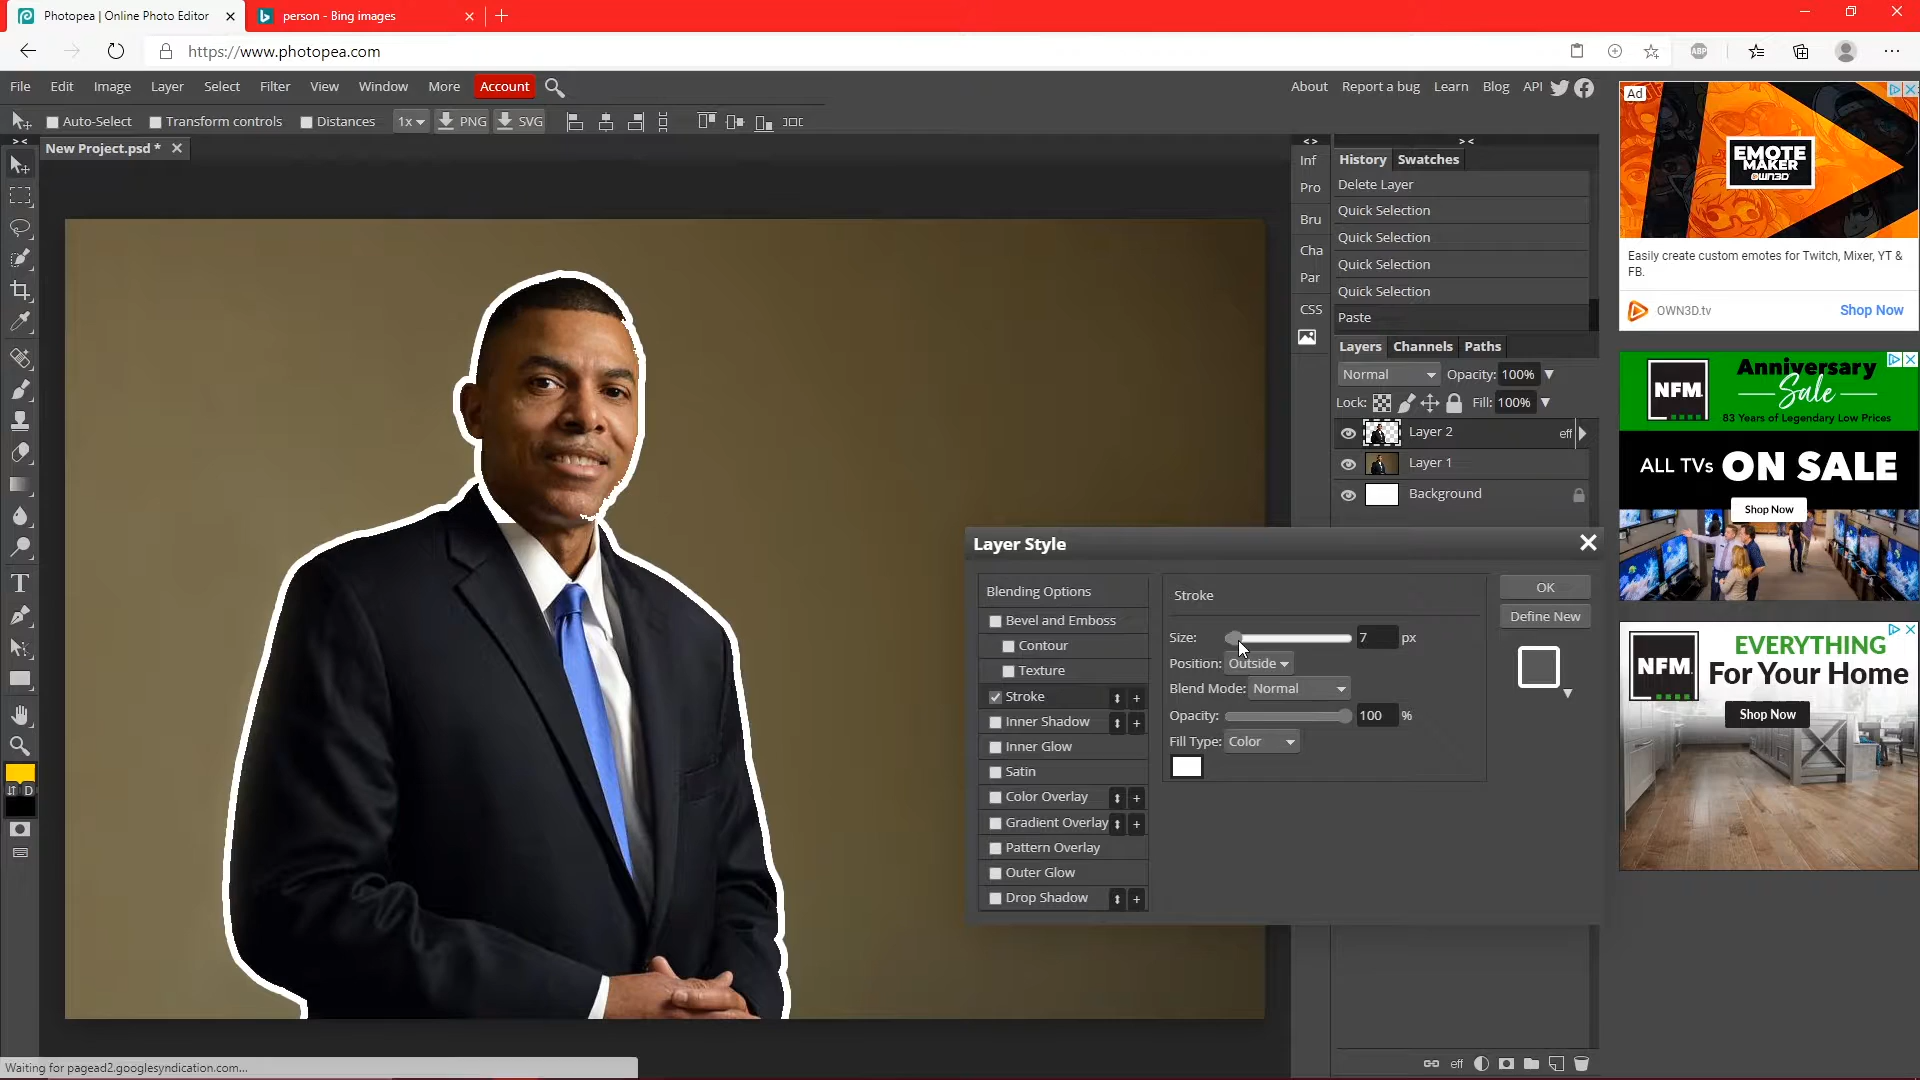 Photopea | Online Photo Editor
person - Bing images
https://www.photopea.com
ABP
File Edit Image Layer Select Filter View Window More Account
About Report a bug Learn Blog API
Auto-Select Transform controls Distances 1x PNG SVG
New Project.psd *
Inf
Pro
Bru
Cha
Par
CSS
T
D
History Swatches
Delete Layer
Quick Selection
Quick Selection
Quick Selection
Quick Selection
Paste
Layers Channels Paths
Normal Opacity: 100%
Lock: Fill: 100%
Layer 2 eff
Layer 1
Background
Layer Style
Blending Options
Bevel and Emboss
Contour
Texture
Stroke
Inner Shadow
Inner Glow
Satin
Color Overlay
Gradient Overlay
Pattern Overlay
Outer Glow
Drop Shadow
Stroke
Size: 7 px
Position: Outside
Blend Mode: Normal
Opacity: 100 %
Fill Type: Color
OK
Define New
eff
Ad
EMOTE
MAKER
OWN3D
Easily create custom emotes for Twitch, Mixer, YT &
FB.
OWN3D.tv Shop Now
NFM
Anniversary
Sale
83 Years of Legendary Low Prices
ALL TVs ON SALE
Shop Now
NFM
EVERYTHING
For Your Home
Shop Now
Waiting for pagead2.googlesyndication.com...